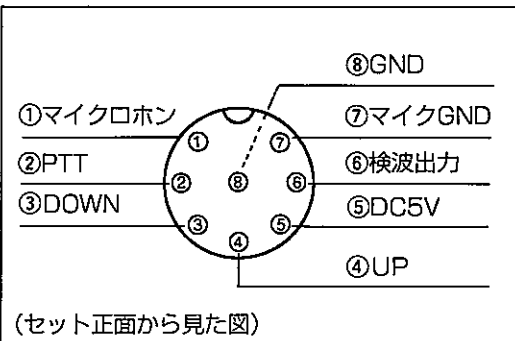 ⑧GND
①マイクロホン
⑦マイクGND
②PTT
⑥検波出力
③DOWN
⑤DC5V
④UP
① ⑦
② ⑧ ⑥
③ ⑤
④
(セット正面から見た図)